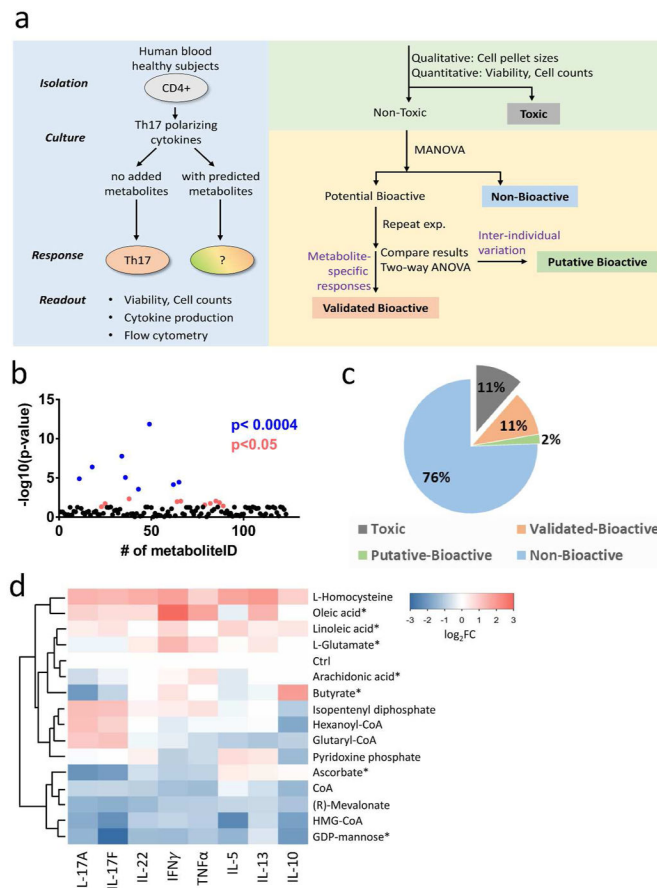 a
Human blood
healthy subjects
Isolation
CD4+
Culture
Th17 polarizing
cytokines
no added
metabolites
with predicted
metabolites
Response
Th17
?
Readout
• Viability, Cell counts
• Cytokine production
• Flow cytometry
Qualitative: Cell pellet sizes
Quantitative: Viability, Cell counts
Non-Toxic
Toxic
MANOVA
Potential Bioactive
Non-Bioactive
Repeat exp.
Metabolite-
specific
responses
Compare results
Two-way ANOVA
Inter-individual
variation
Putative Bioactive
Validated Bioactive
b
15
10
5
0
0
50
100
-log10(p-value)
# of metaboliteID
p< 0.0004
p<0.05
c
11%
11%
2%
76%
Toxic
Validated-Bioactive
Putative-Bioactive
Non-Bioactive
d
L-Homocysteine
Oleic acid*
Linoleic acid*
L-Glutamate*
Ctrl
Arachidonic acid*
Butyrate*
Isopentenyl diphosphate
Hexanoyl-CoA
Glutaryl-CoA
Pyridoxine phosphate
Ascorbate*
CoA
(R)-Mevalonate
HMG-CoA
GDP-mannose*
L-17A
IL-17F
IL-22
IFNγ
TNFα
IL-5
IL-13
IL-10
-3 -2 -1 0 1 2 3
log2FC